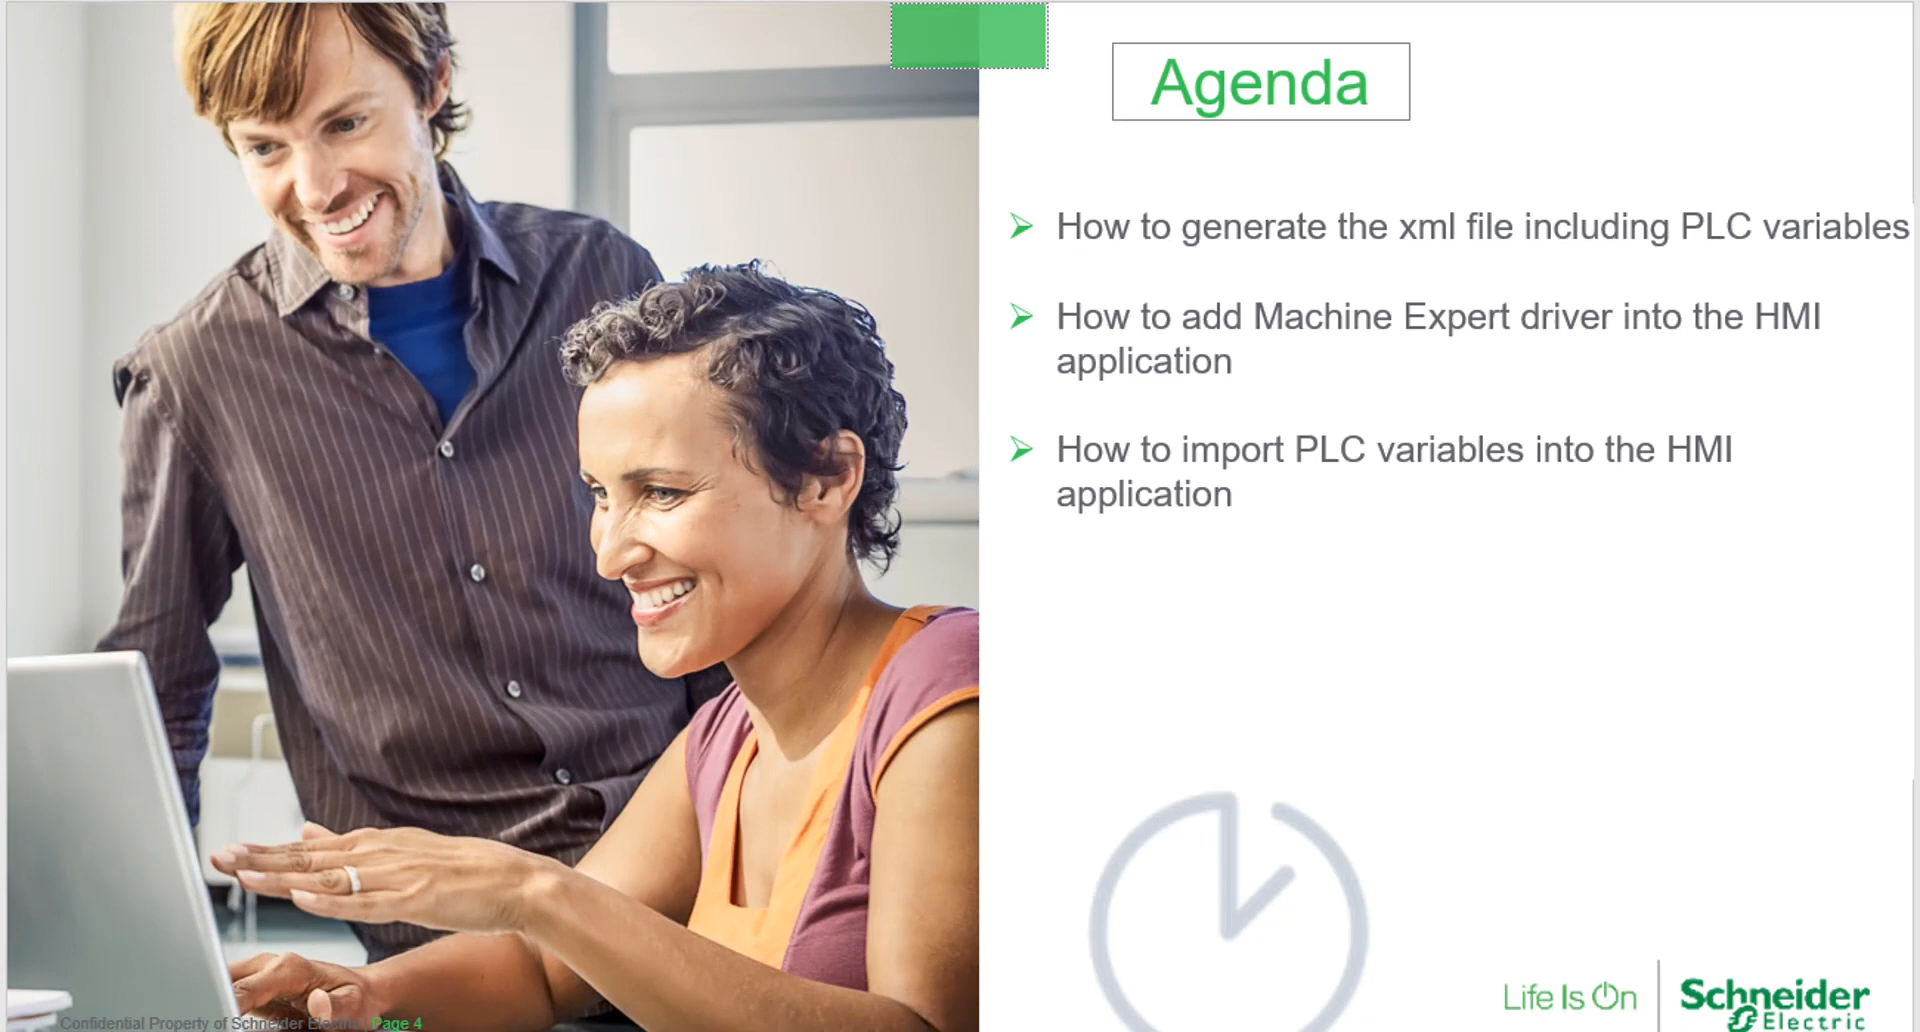 Agenda
How to generate the xml file including PLC variables
How to add Machine Expert driver into the HMI
application
How to import PLC variables into the HMI
application
Life Is On
Schneider
Electric
Confidential Property of Schneider Electric Page 4